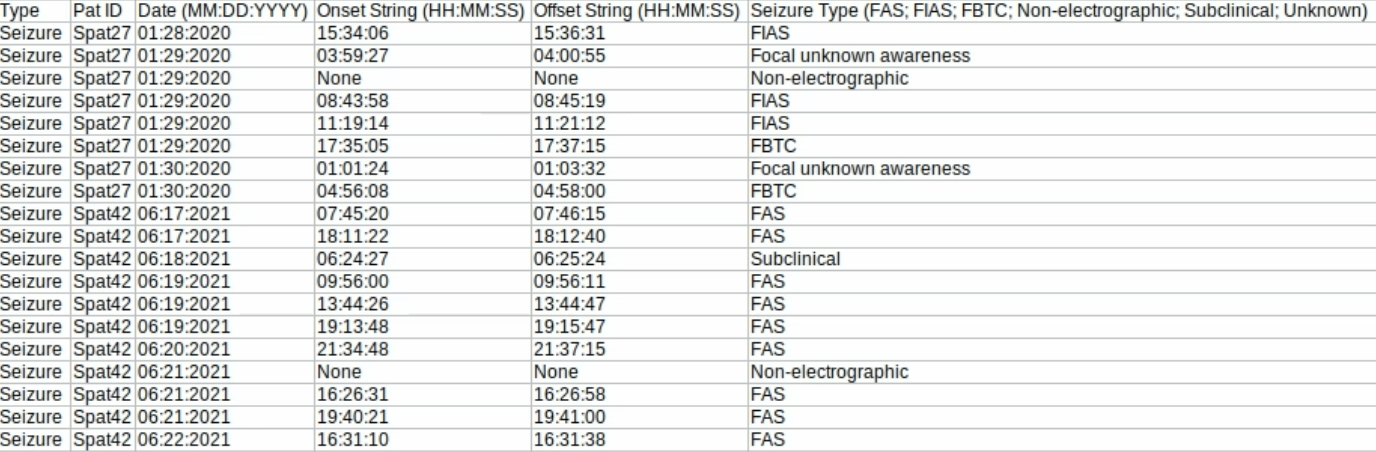 Type Pat ID Date (MM:DD:YYYY) Onset String (HH:MM:SS) Offset String (HH:MM:SS) Seizure Type (FAS; FIAS; FBTC; Non-electrographic; Subclinical; Unknown)
Seizure Spat27 01:28:2020 15:34:06 15:36:31 FIAS
Seizure Spat27 01:29:2020 03:59:27 04:00:55 Focal unknown awareness
Seizure Spat27 01:29:2020 None None Non-electrographic
Seizure Spat27 01:29:2020 08:43:58 08:45:19 FIAS
Seizure Spat27 01:29:2020 11:19:14 11:21:12 FIAS
Seizure Spat27 01:29:2020 17:35:05 17:37:15 FBTC
Seizure Spat27 01:30:2020 01:01:24 01:03:32 Focal unknown awareness
Seizure Spat27 01:30:2020 04:56:08 04:58:00 FBTC
Seizure Spat42 06:17:2021 07:45:20 07:46:15 FAS
Seizure Spat42 06:17:2021 18:11:22 18:12:40 FAS
Seizure Spat42 06:18:2021 06:24:27 06:25:24 Subclinical
Seizure Spat42 06:19:2021 09:56:00 09:56:11 FAS
Seizure Spat42 06:19:2021 13:44:26 13:44:47 FAS
Seizure Spat42 06:19:2021 19:13:48 19:15:47 FAS
Seizure Spat42 06:20:2021 21:34:48 21:37:15 FAS
Seizure Spat42 06:21:2021 None None Non-electrographic
Seizure Spat42 06:21:2021 16:26:31 16:26:58 FAS
Seizure Spat42 06:21:2021 19:40:21 19:41:00 FAS
Seizure Spat42 06:22:2021 16:31:10 16:31:38 FAS